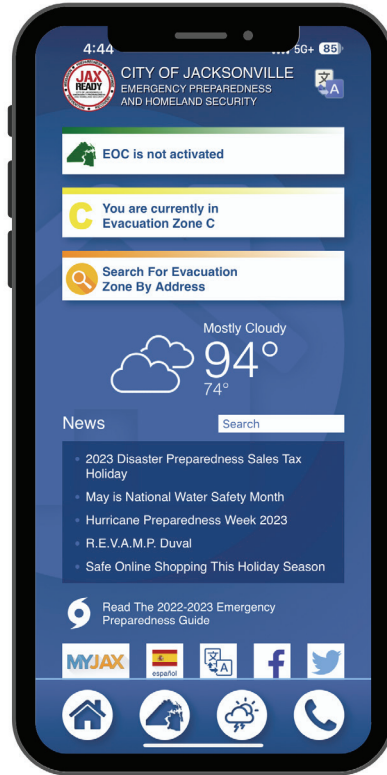 4:44
5G+ 85
JAX
READY
CITY OF JACKSONVILLE
EMERGENCY PREPAREDNESS
AND HOMELAND SECURITY
文
A
EOC is not activated
C
You are currently in
Evacuation Zone C
Search For Evacuation
Zone By Address
Mostly Cloudy
94°
74°
News
Search
2023 Disaster Preparedness Sales Tax
Holiday
May is National Water Safety Month
Hurricane Preparedness Week 2023
R.E.V.A.M.P. Duval
Safe Online Shopping This Holiday Season
Read The 2022-2023 Emergency
Preparedness Guide
MYJAX
español
文
A
f